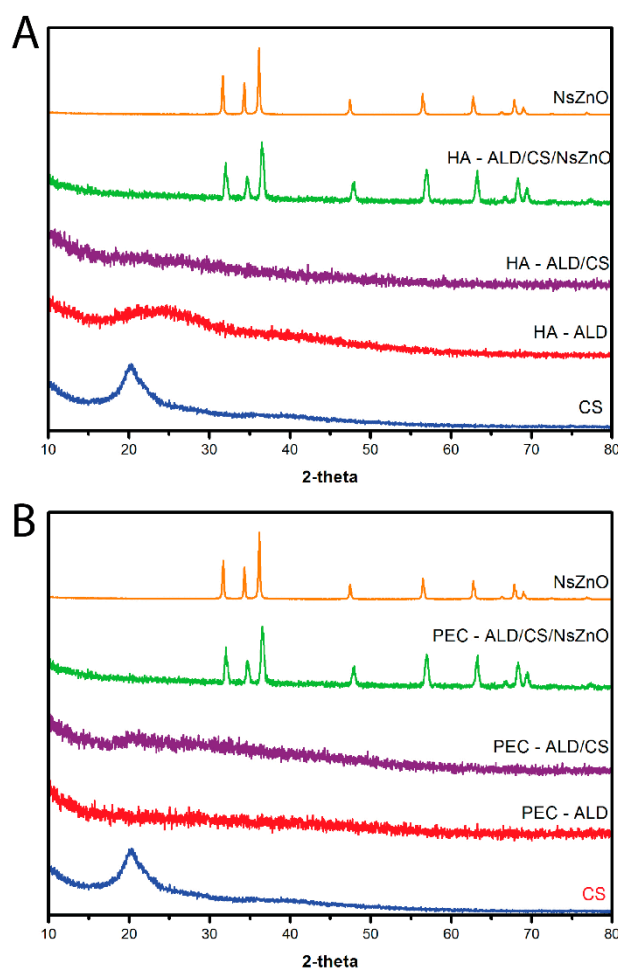 A
NsZnO
HA - ALD/CS/NsZnO
HA - ALD/CS
HA - ALD
CS
10 20 30 40 50 60 70 80
2-theta
B
NsZnO
PEC - ALD/CS/NsZnO
PEC - ALD/CS
PEC - ALD
CS
10 20 30 40 50 60 70 80
2-theta